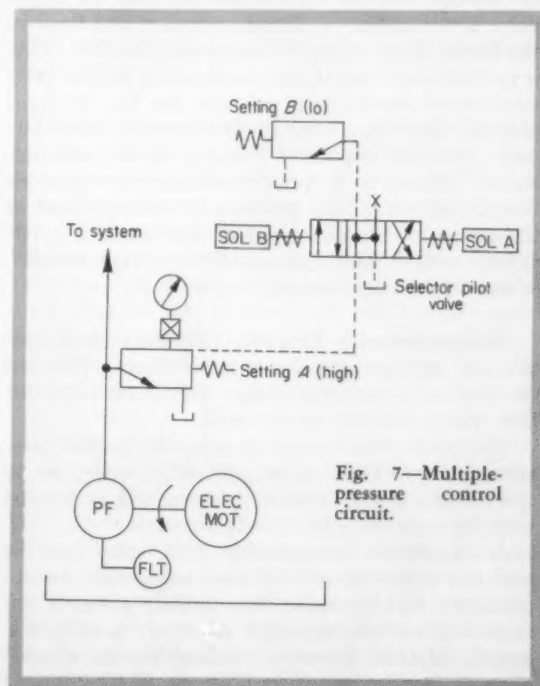 Setting B (lo)
X
To system
SOL B
SOL A
Selector pilot
valve
Setting A (high)
PF
ELEC
MOT
FLT
Fig. 7—Multiple-
pressure control
circuit.